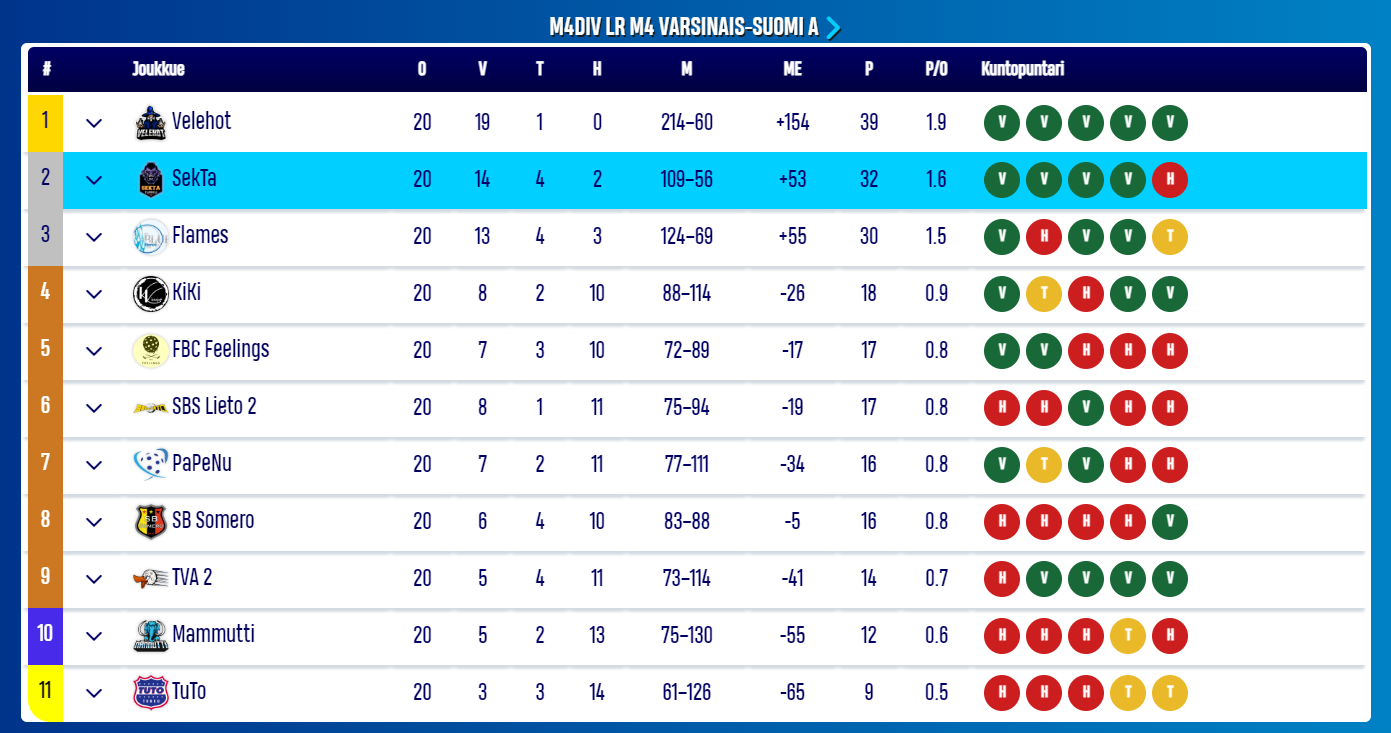 M4DIV LR M4 VARSINAIS-SUOMI A
# Joukkue O V T H M ME P P/O Kuntopuntari
1 VELEHOT Velehot 20 19 1 0 214–60 +154 39 1.9 V V V V V
2 SEKTA SekTa 20 14 4 2 109–56 +53 32 1.6 V V V V H
3 Flames 20 13 4 3 124–69 +55 30 1.5 V H V V T
4 KiKi 20 8 2 10 88–114 -26 18 0.9 V T H V V
5 FBC Feelings 20 7 3 10 72–89 -17 17 0.8 V V H H H
6 SBS Lieto 2 20 8 1 11 75–94 -19 17 0.8 H H V H H
7 PaPeNu 20 7 2 11 77–111 -34 16 0.8 V T V H H
8 SB SOMERO SB Somero 20 6 4 10 83–88 -5 16 0.8 H H H H V
9 TVA 2 20 5 4 11 73–114 -41 14 0.7 H V V V V
10 MAMMUTTI Mammutti 20 5 2 13 75–130 -55 12 0.6 H H H T H
11 TUTO TURKU TuTo 20 3 3 14 61–126 -65 9 0.5 H H H T T